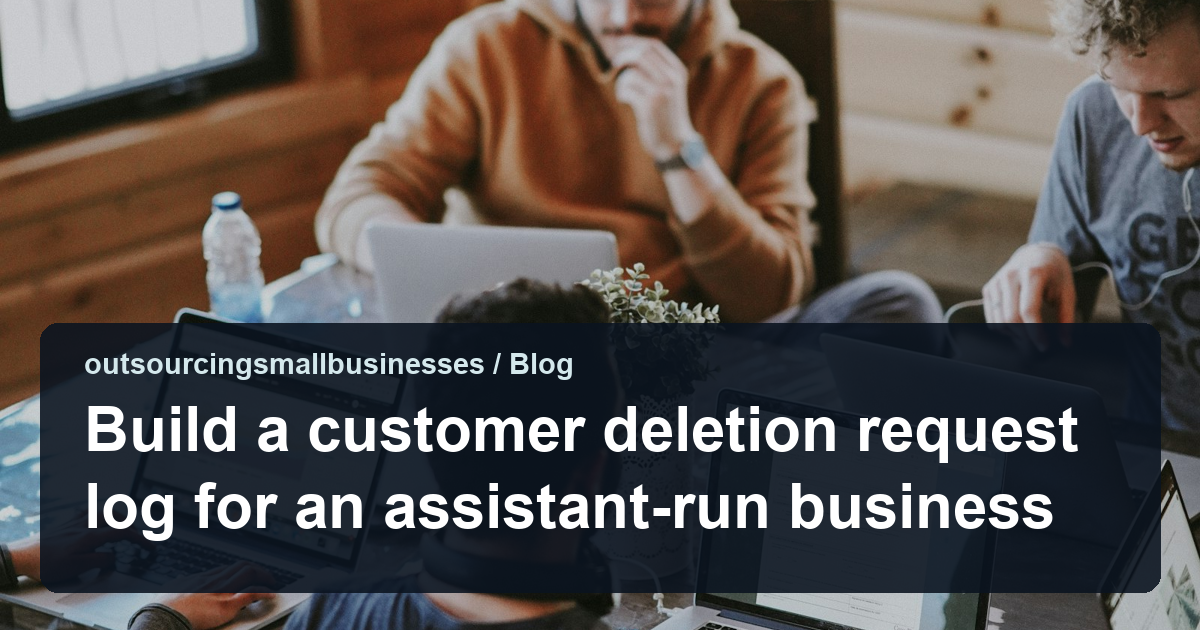 outsourcingsmallbusinesses / Blog
Build a customer deletion request
log for an assistant-run business